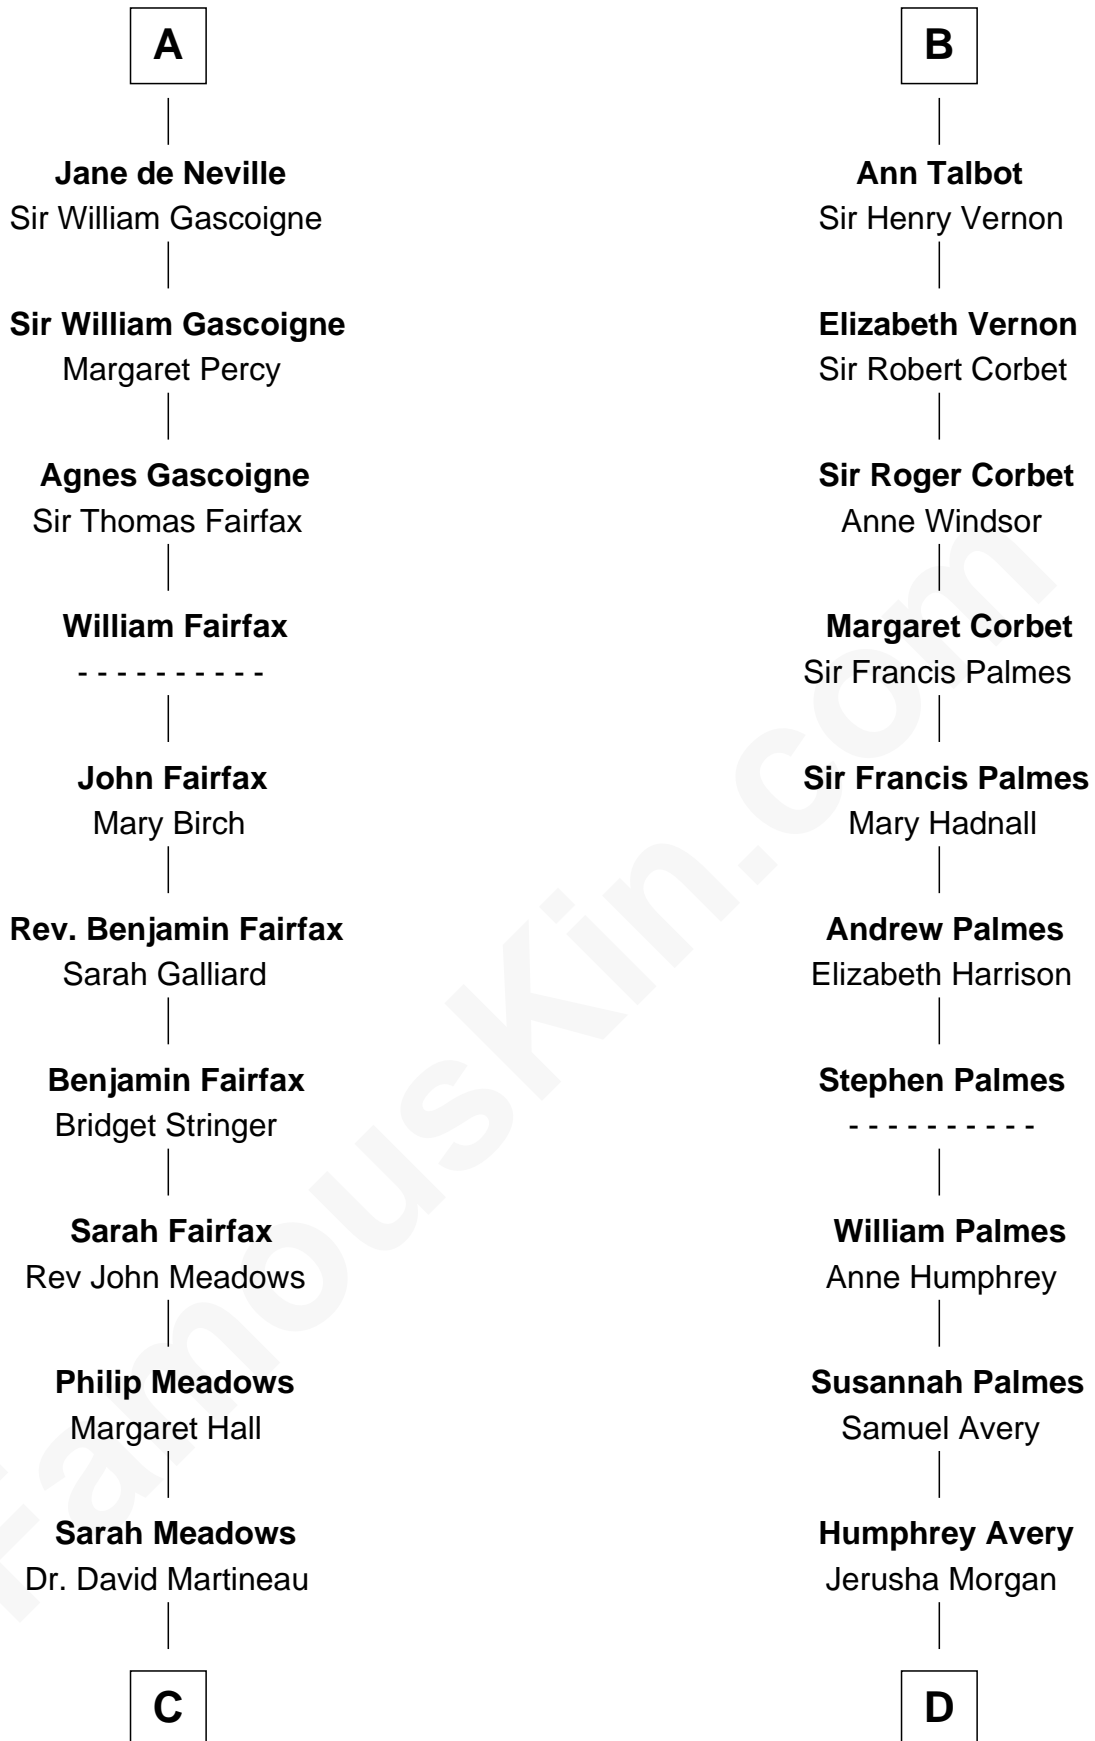 A
Jane de Neville
Sir William Gascoigne
Sir William Gascoigne
Margaret Percy
Agnes Gascoigne
Sir Thomas Fairfax
William Fairfax
- - - - - - - - - -
John Fairfax
Mary Birch
Rev. Benjamin Fairfax
Sarah Galliard
Benjamin Fairfax
Bridget Stringer
Sarah Fairfax
Rev John Meadows
Philip Meadows
Margaret Hall
Sarah Meadows
Dr. David Martineau
C
B
Ann Talbot
Sir Henry Vernon
Elizabeth Vernon
Sir Robert Corbet
Sir Roger Corbet
Anne Windsor
Margaret Corbet
Sir Francis Palmes
Sir Francis Palmes
Mary Hadnall
Andrew Palmes
Elizabeth Harrison
Stephen Palmes
- - - - - - - - - -
William Palmes
Anne Humphrey
Susannah Palmes
Samuel Avery
Humphrey Avery
Jerusha Morgan
D
FamousKin.com